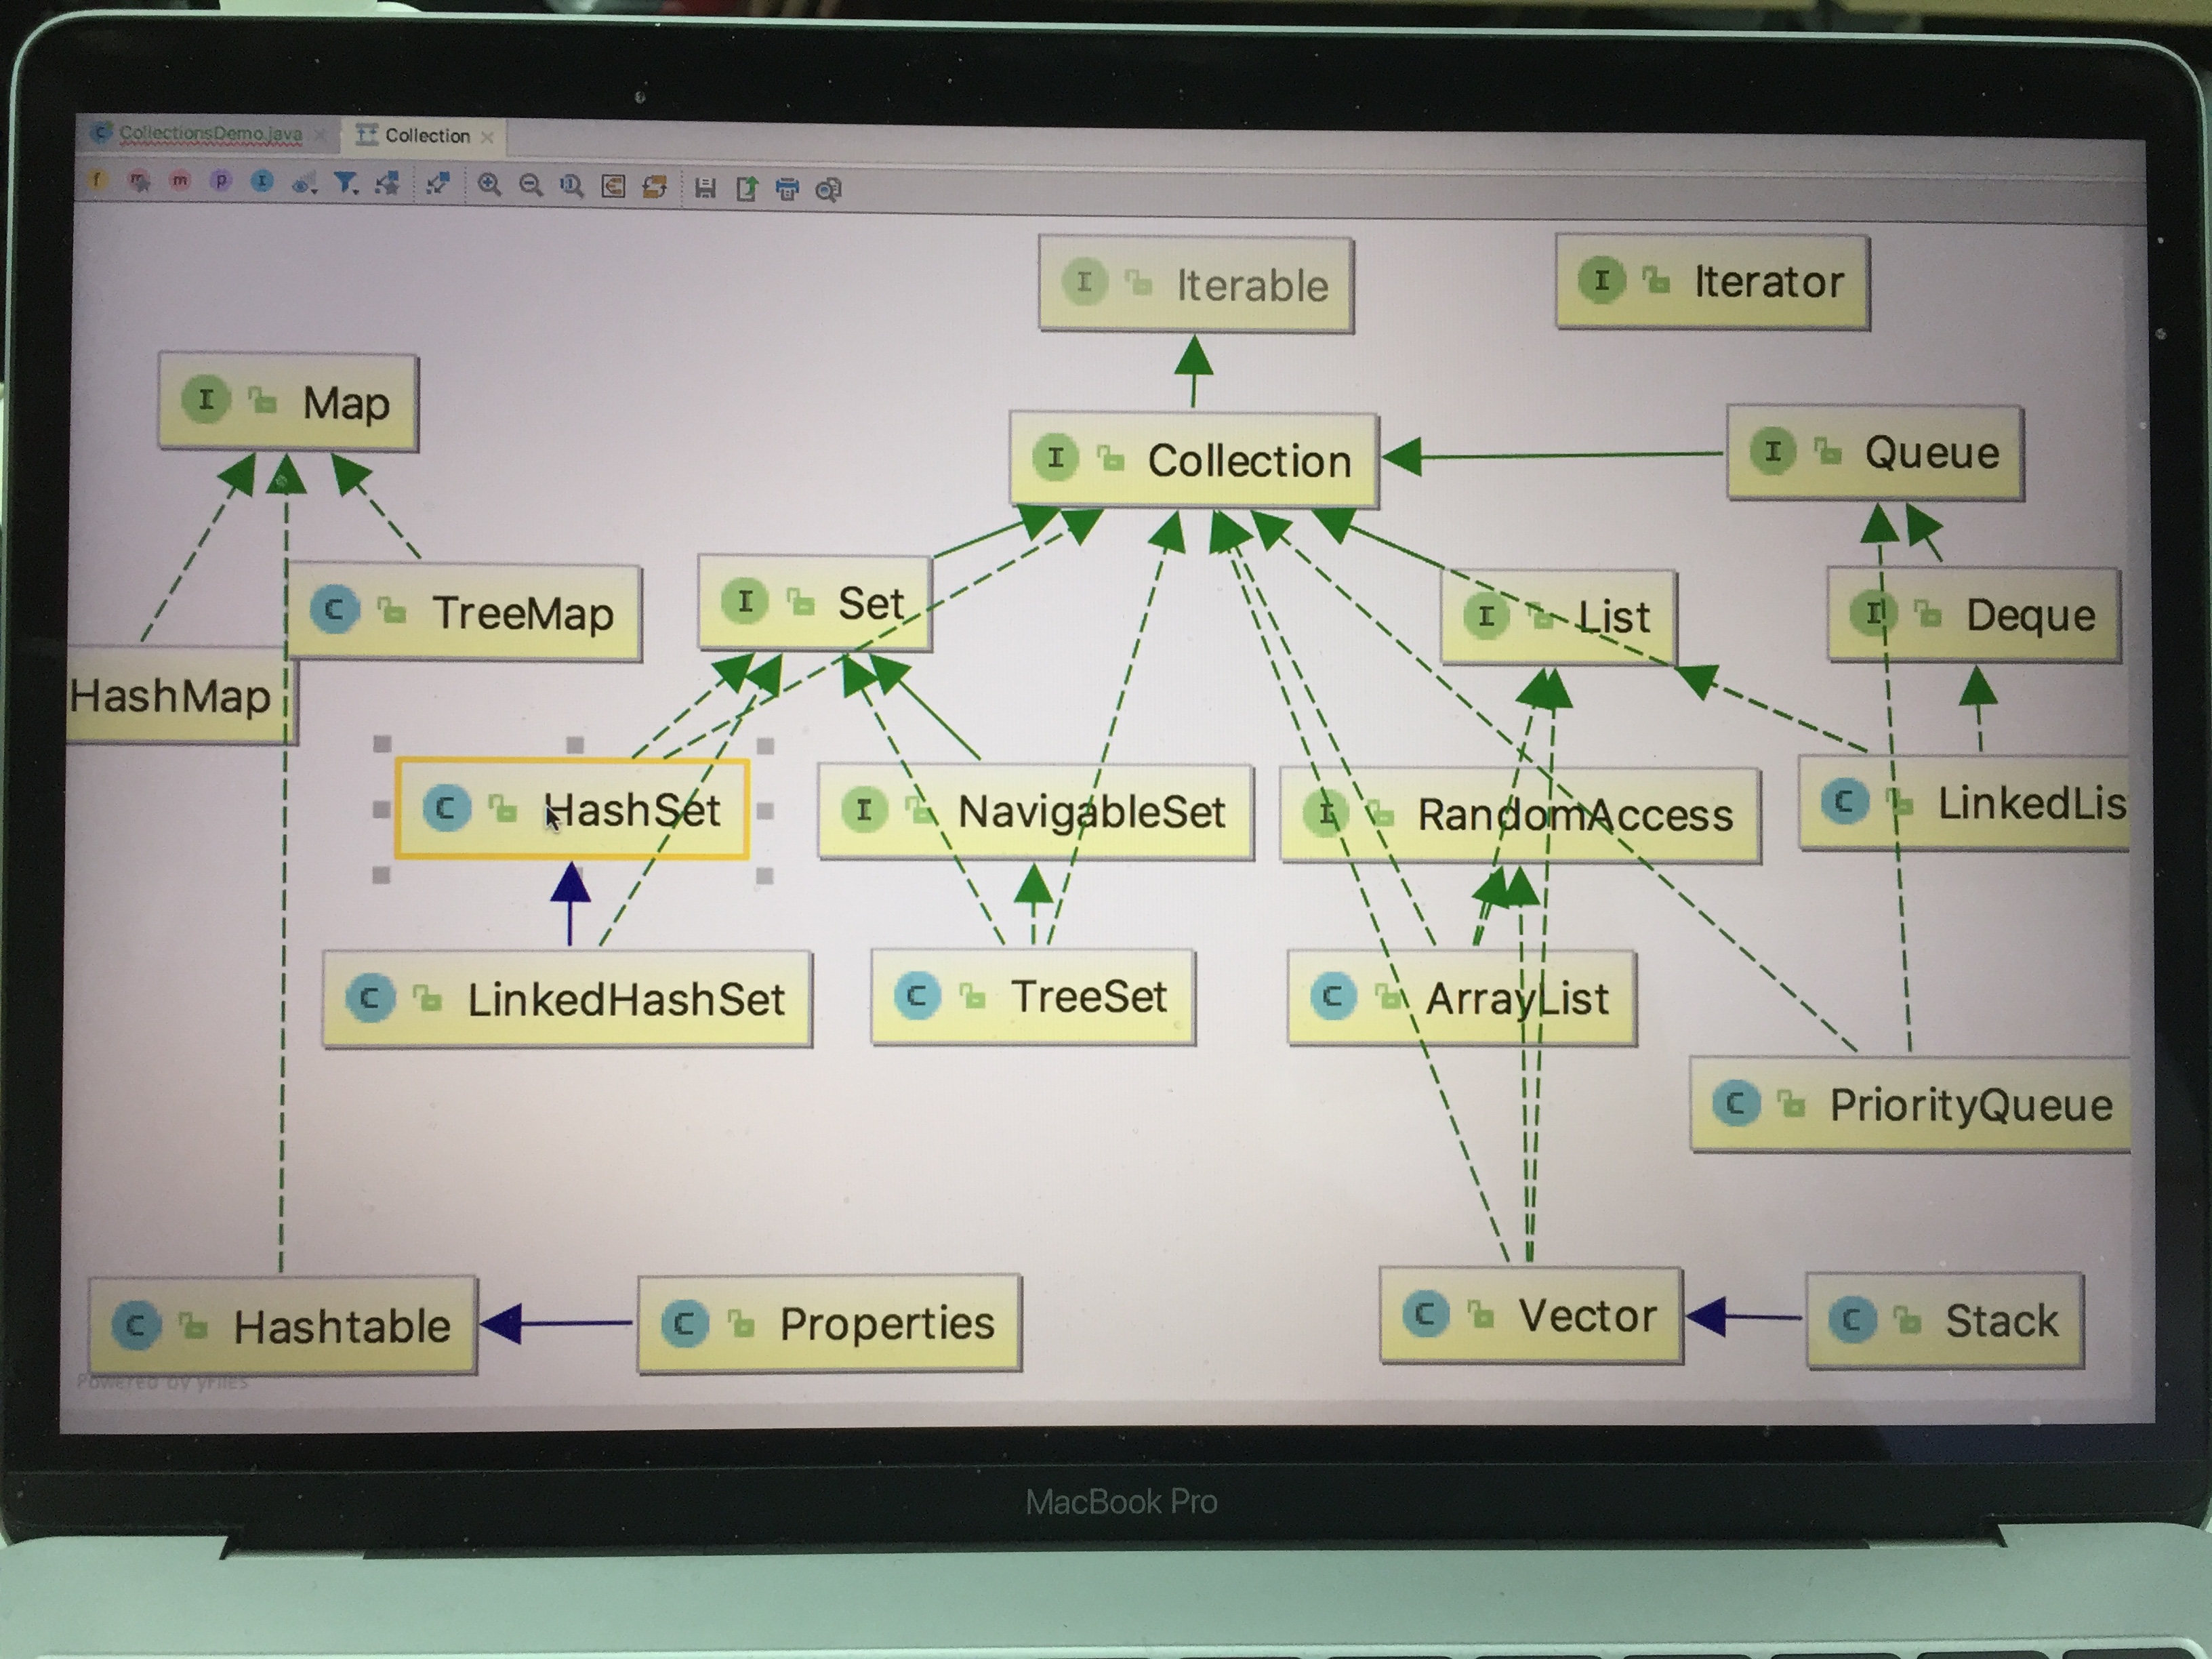 CollectionsDemo.java
Collection
f
m
m
p
I
I Iterable
I Iterator
I Map
I Collection
I Queue
C TreeMap
I Set
I List
I Deque
HashMap
C HashSet
I NavigableSet
I RandomAccess
C LinkedLis
C LinkedHashSet
C TreeSet
C ArrayList
C PriorityQueue
C Hashtable
C Properties
C Vector
C Stack
Powered by yFiles
MacBook Pro